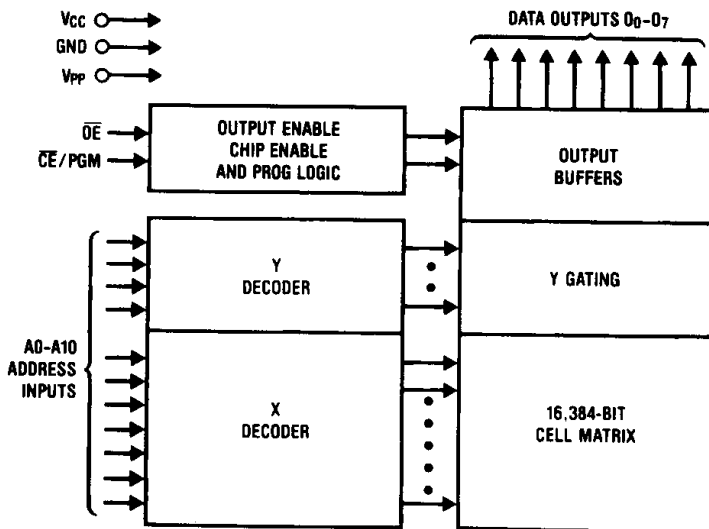 VCC
GND
VPP
DATA OUTPUTS O0-O7
OE
CE/PGM
OUTPUT ENABLE
CHIP ENABLE
AND PROG LOGIC
OUTPUT
BUFFERS
Y
DECODER
Y GATING
A0-A10
ADDRESS
INPUTS
X
DECODER
16,384-BIT
CELL MATRIX